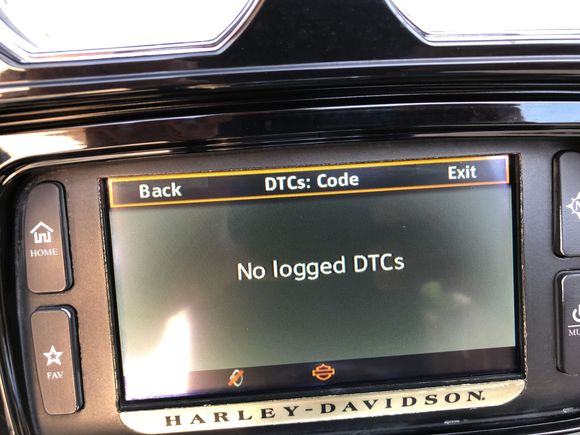 Back DTCs: Code Exit
No logged DTCs
HOME
FAV
HARLEY-DAVIDSON